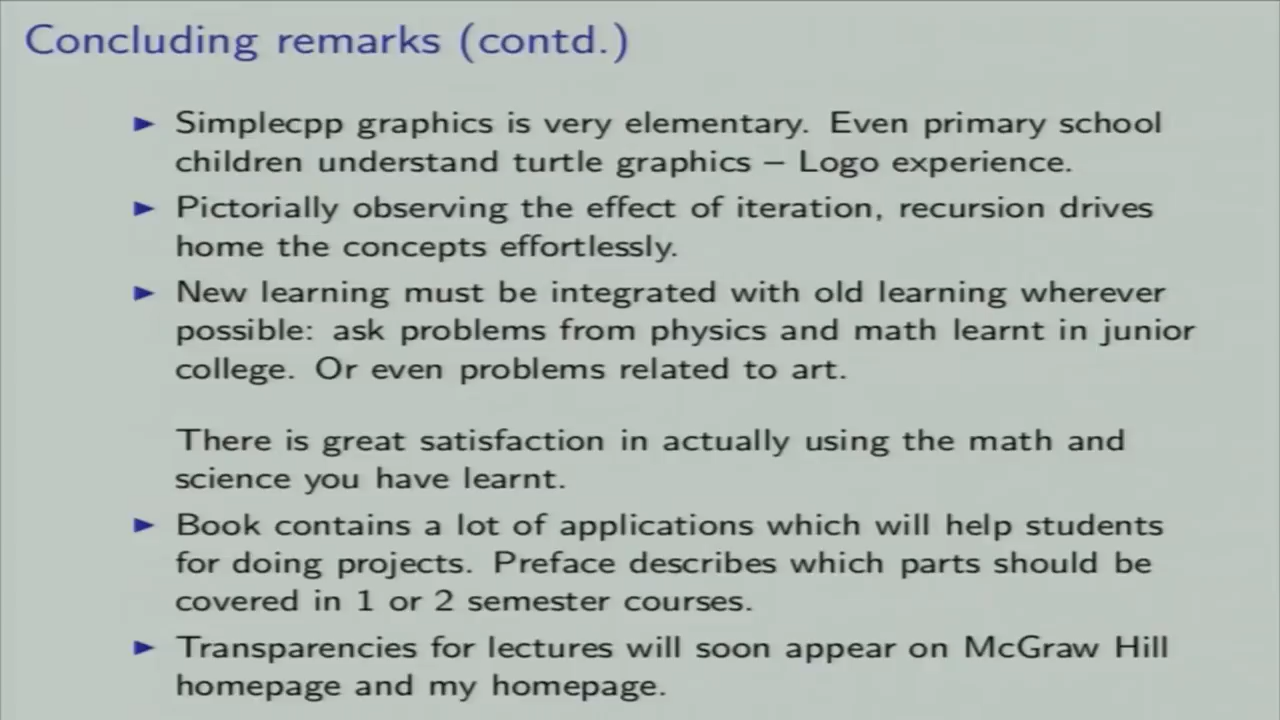 Concluding remarks (contd.)
▶ Simplecpp graphics is very elementary. Even primary school
children understand turtle graphics – Logo experience.
▶ Pictorially observing the effect of iteration, recursion drives
home the concepts effortlessly.
▶ New learning must be integrated with old learning wherever
possible: ask problems from physics and math learnt in junior
college. Or even problems related to art.
There is great satisfaction in actually using the math and
science you have learnt.
▶ Book contains a lot of applications which will help students
for doing projects. Preface describes which parts should be
covered in 1 or 2 semester courses.
▶ Transparencies for lectures will soon appear on McGraw Hill
homepage and my homepage.